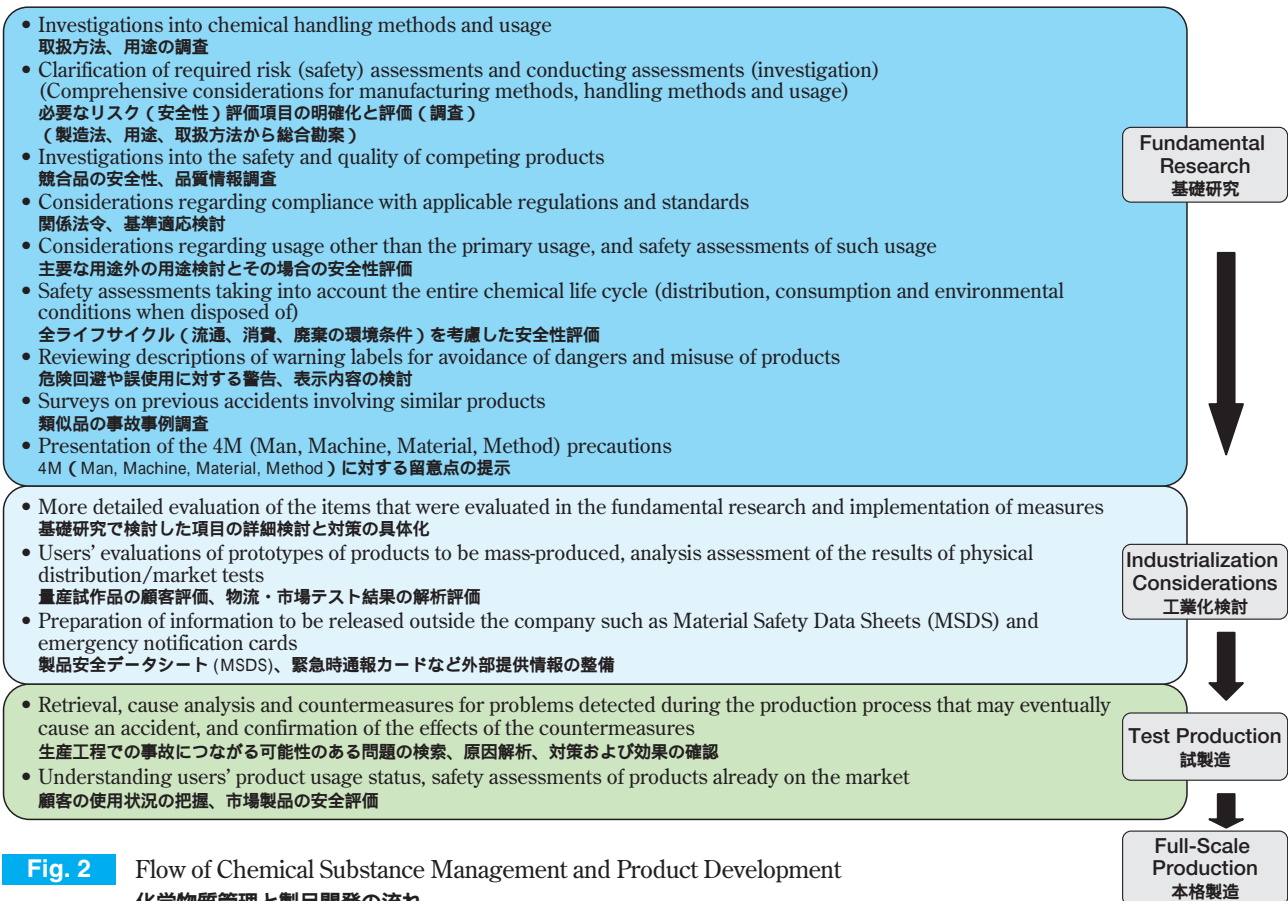 • Investigations into chemical handling methods and usage
取扱方法、用途の調査
• Clarification of required risk (safety) assessments and conducting assessments (investigation)
(Comprehensive considerations for manufacturing methods, handling methods and usage)
必要なリスク(安全性)評価項目の明確化と評価(調査)
(製造法、用途、取扱方法から総合勘案)
• Investigations into the safety and quality of competing products
競合品の安全性、品質情報調査
• Considerations regarding compliance with applicable regulations and standards
関係法令、基準適応検討
• Considerations regarding usage other than the primary usage, and safety assessments of such usage
主要な用途外の用途検討とその場合の安全性評価
• Safety assessments taking into account the entire chemical life cycle (distribution, consumption and environmental
conditions when disposed of)
全ライフサイクル(流通、消費、廃棄の環境条件)を考慮した安全性評価
• Reviewing descriptions of warning labels for avoidance of dangers and misuse of products
危険回避や誤使用に対する警告、表示内容の検討
• Surveys on previous accidents involving similar products
類似品の事故事例調査
• Presentation of the 4M (Man, Machine, Material, Method) precautions
4M(Man, Machine, Material, Method)に対する留意点の提示
Fundamental
Research
基礎研究
• More detailed evaluation of the items that were evaluated in the fundamental research and implementation of measures
基礎研究で検討した項目の詳細検討と対策の具体化
• Users' evaluations of prototypes of products to be mass-produced, analysis assessment of the results of physical
distribution/market tests
量産試作品の顧客評価、物流・市場テスト結果の解析評価
• Preparation of information to be released outside the company such as Material Safety Data Sheets (MSDS) and
emergency notification cards
製品安全データシート(MSDS)、緊急時通報カードなど外部提供情報の整備
Industrialization
Considerations
工業化検討
• Retrieval, cause analysis and countermeasures for problems detected during the production process that may eventually
cause an accident, and confirmation of the effects of the countermeasures
生産工程での事故につながる可能性のある問題の検索、原因解析、対策および効果の確認
• Understanding users' product usage status, safety assessments of products already on the market
顧客の使用状況の把握、市場製品の安全評価
Test Production
試製造
Full-Scale
Production
本格製造
Fig. 2 Flow of Chemical Substance Management and Product Development
化学物質管理と製品開発の流れ